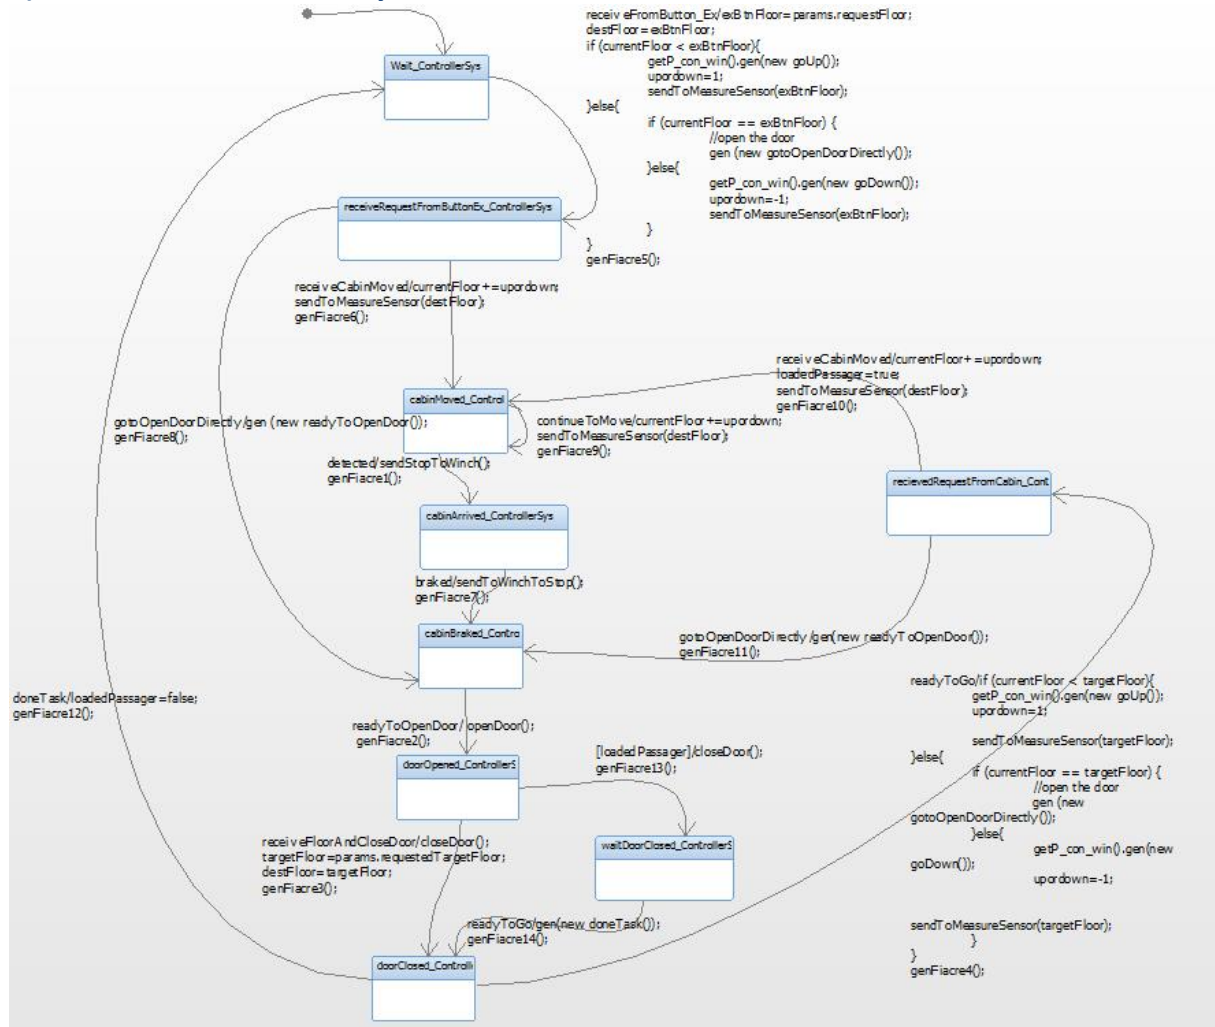 receiveFromButton_Ex/exBtnFloor=params.requestFloor;
destFloor=exBtnFloor;
if (currentFloor < exBtnFloor){
getP_con_win().gen(new goUp());
upordown=1;
sendToMeasureSensor(exBtnFloor);
}else{
if (currentFloor == exBtnFloor) {
//open the door
gen (new gotoOpenDoorDirectly());
}else{
getP_con_win().gen(new goDown());
upordown=-1;
sendToMeasureSensor(exBtnFloor);
}
}
genFiacre5();
Wait_ControllerSys
receiveRequestFromButtonEx_ControllerSys
receiveCabinMoved/currentFloor+=upordown;
sendToMeasureSensor(destFloor);
genFiacre6();
receiveCabinMoved/currentFloor+=upordown;
loadedPassager=true;
sendToMeasureSensor(destFloor);
genFiacre10();
cabinMoved_Control
gotoOpenDoorDirectly/gen (new readyToOpenDoor());
genFiacre8();
continueToMove/currentFloor+=upordown;
sendToMeasureSensor(destFloor);
genFiacre9();
detected/sendStopToWinch();
genFiacre1();
recievedRequestFromCabin_Cont
cabinArrived_ControllerSys
braked/sendToWinchToStop();
genFiacre7();
cabinBraked_Contro
gotoOpenDoorDirectly/gen(new readyToOpenDoor());
genFiacre11();
doneTask/loadedPassager=false;
genFiacre12();
readyToGo/if (currentFloor < targetFloor){
getP_con_win().gen(new goUp());
upordown=1;
sendToMeasureSensor(targetFloor);
}else{
if (currentFloor == targetFloor) {
//open the door
gen (new
gotoOpenDoorDirectly());
}else{
getP_con_win().gen(new
goDown());
upordown=-1;
sendToMeasureSensor(targetFloor);
}
}
genFiacre4();
readyToOpenDoor/ openDoor();
genFiacre2();
doorOpened_ControllerS
[loadedPassager]/closeDoor();
genFiacre13();
receiveFloorAndCloseDoor/closeDoor();
targetFloor=params.requestedTargetFloor;
destFloor=targetFloor;
genFiacre3();
waitDoorClosed_ControllerS
readyToGo/gen(new doneTask());
genFiacre14();
doorClosed_Controlle